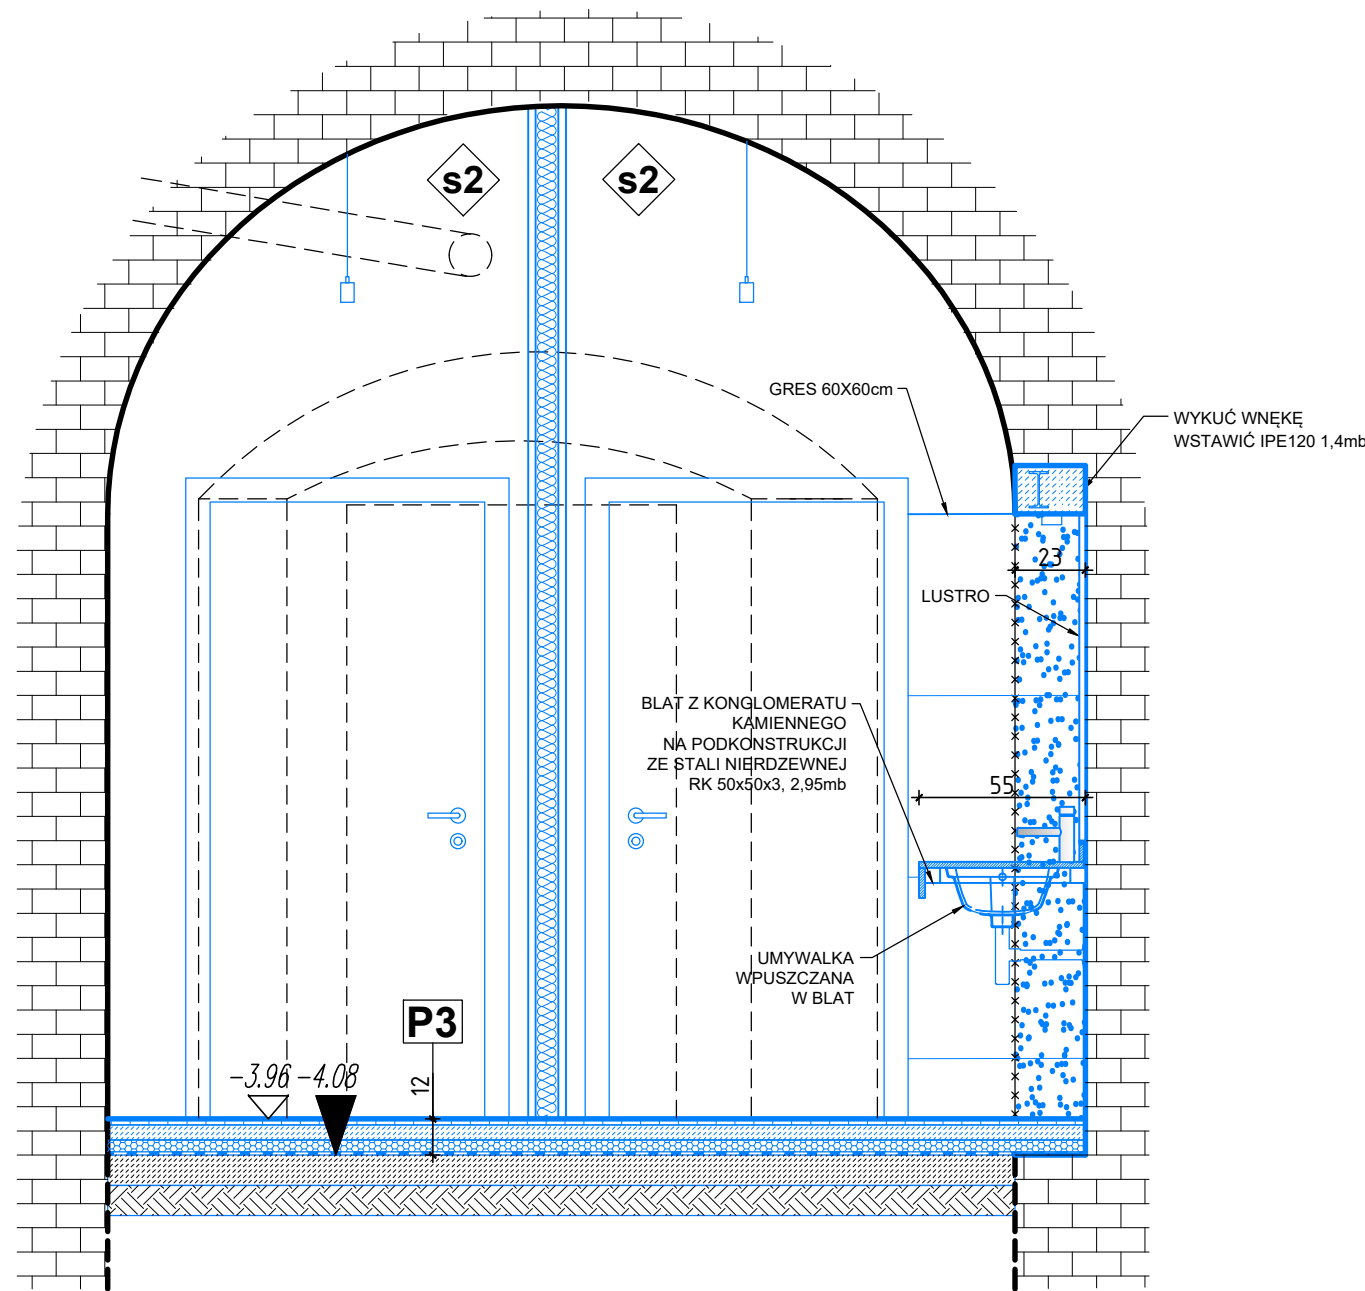 s2 s2
GRES 60X60cm
WYKUĆ WNĘKĘ
WSTAWIĆ IPE120 1,4mb
23
LUSTRO
BLAT Z KONGLOMERATU
KAMIENNEGO
NA PODKONSTRUKCJI
ZE STALI NIERDZEWNEJ
RK 50x50x3, 2,95mb
55
UMYWALKA
WPUSZCZANA
W BLAT
P3
-3.96 -4.08
12